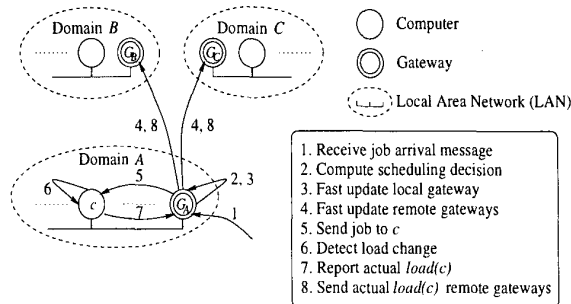 Domain B
Domain C
G_B
G_C
4, 8
4, 8
Domain A
5
6
2, 3
c
G_A
7
1
Computer
Gateway
Local Area Network (LAN)
1. Receive job arrival message
2. Compute scheduling decision
3. Fast update local gateway
4. Fast update remote gateways
5. Send job to c
6. Detect load change
7. Report actual load(c)
8. Send actual load(c) remote gateways